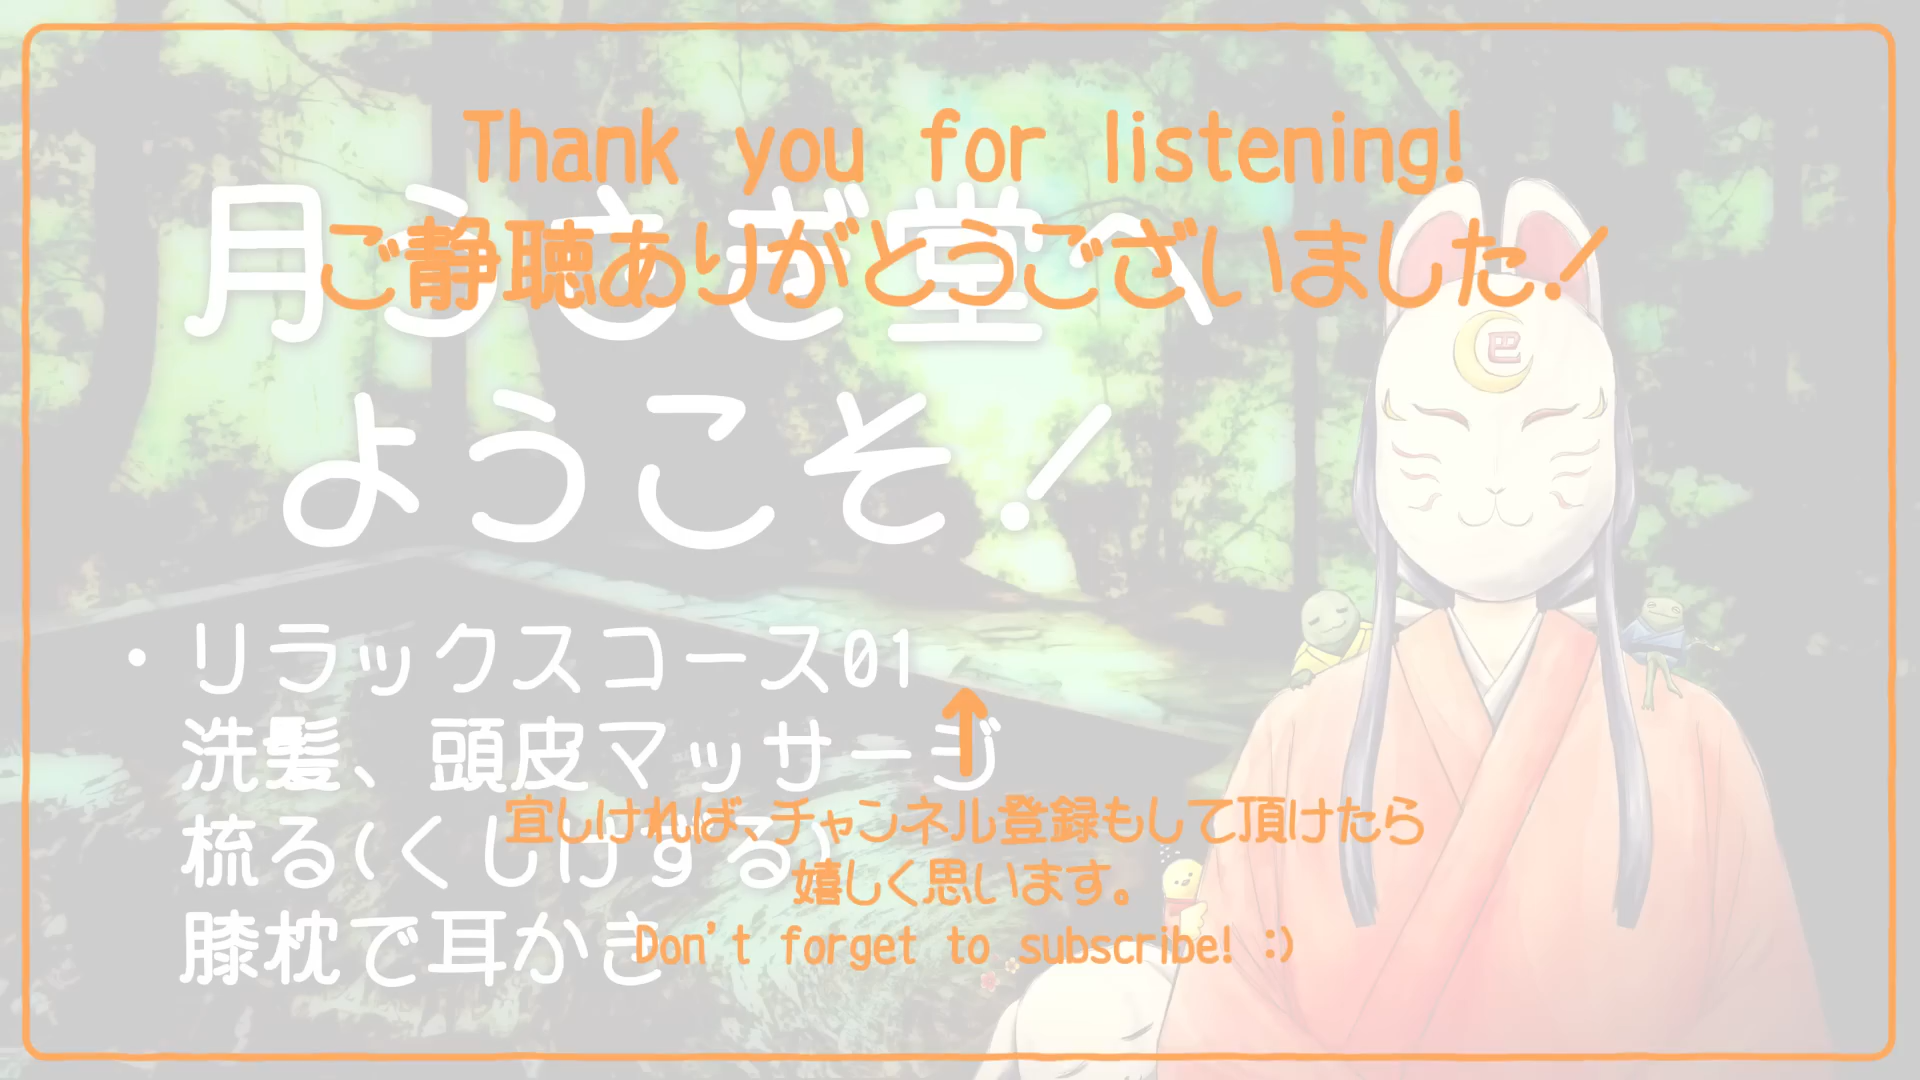 Thank you for listening!
ご静聴ありがとうございました!
月うさぎ堂へ
ようこそ!
・リラックスコース01
洗髪、頭皮マッサージ
梳る(くしけずる)
膝枕で耳かき
巴
宜しければ、チャンネル登録もして頂けたら
嬉しく思います。
Don't forget to subscribe! :)